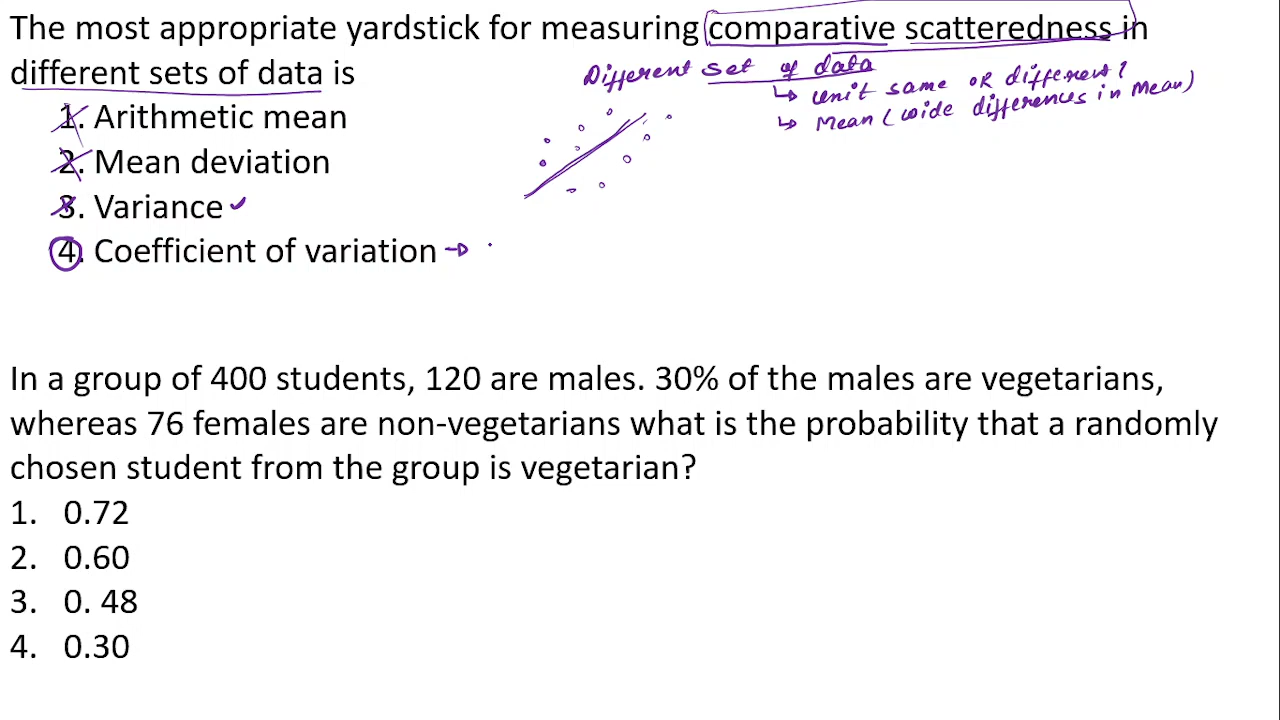 The most appropriate yardstick for measuring comparative scatteredness in
different sets of data is
Different set of data
↳ unit same OR different?
↳ Mean (wide differences in Mean)
1. Arithmetic mean
2. Mean deviation
3. Variance ✓
4. Coefficient of variation →
In a group of 400 students, 120 are males. 30% of the males are vegetarians,
whereas 76 females are non-vegetarians what is the probability that a randomly
chosen student from the group is vegetarian?
1. 0.72
2. 0.60
3. 0. 48
4. 0.30